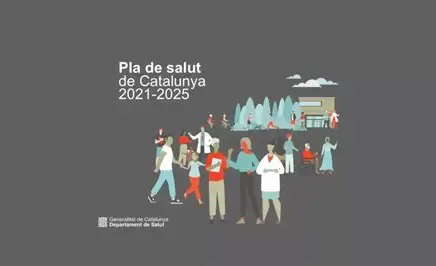 Pla de salut
de Catalunya
2021-2025
Generalitat de Catalunya
Departament de Salut